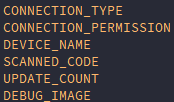 CONNECTION_TYPE
CONNECTION_PERMISSION
DEVICE_NAME
SCANNED_CODE
UPDATE_COUNT
DEBUG_IMAGE